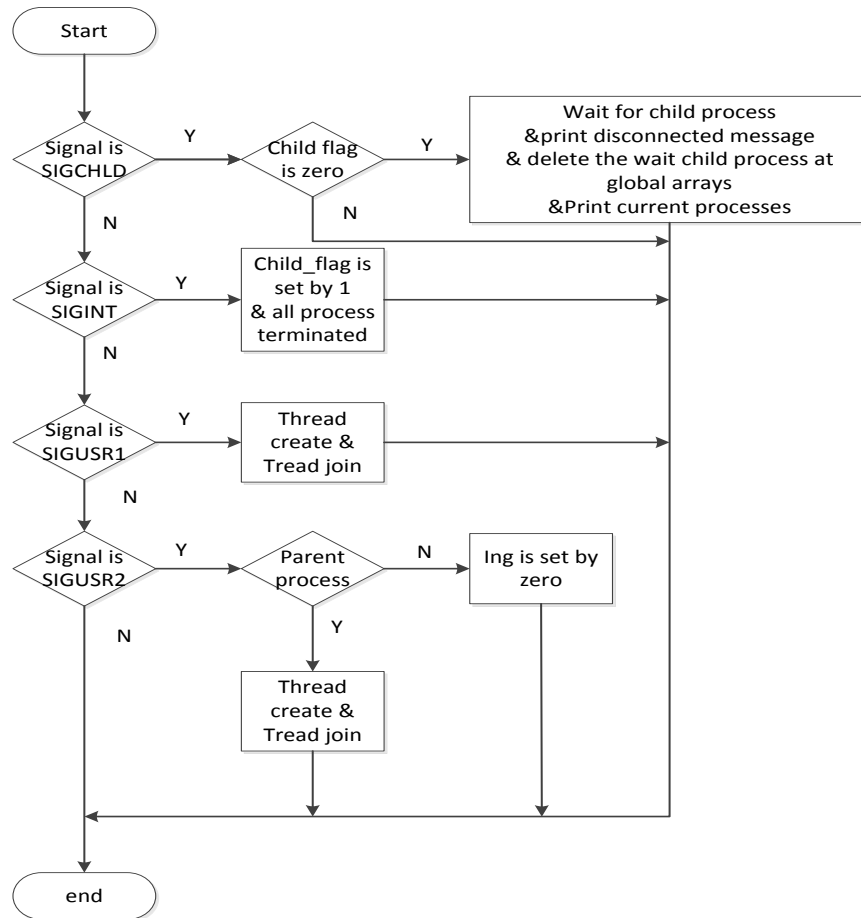 Start
Signal is
SIGCHLD
Y
Child flag
is zero
Y
Wait for child process
&print disconnected message
& delete the wait child process at
global arrays
&Print current processes
N
N
Signal is
SIGINT
Y
Child_flag is
set by 1
& all process
terminated
N
Signal is
SIGUSR1
Y
Thread
create &
Tread join
N
Signal is
SIGUSR2
Y
Parent
process
N
Ing is set by
zero
N
Y
Thread
create &
Tread join
end